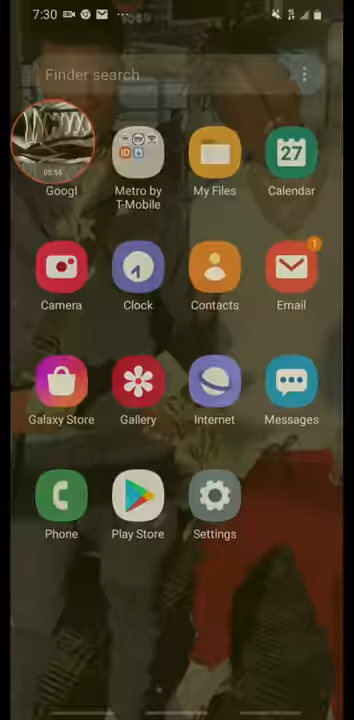 7:30
Finder search
05:55
27
1
Googl
Metro by
T-Mobile
My Files
Calendar
Camera
Clock
Contacts
Email
Galaxy Store
Gallery
Internet
Messages
Phone
Play Store
Settings